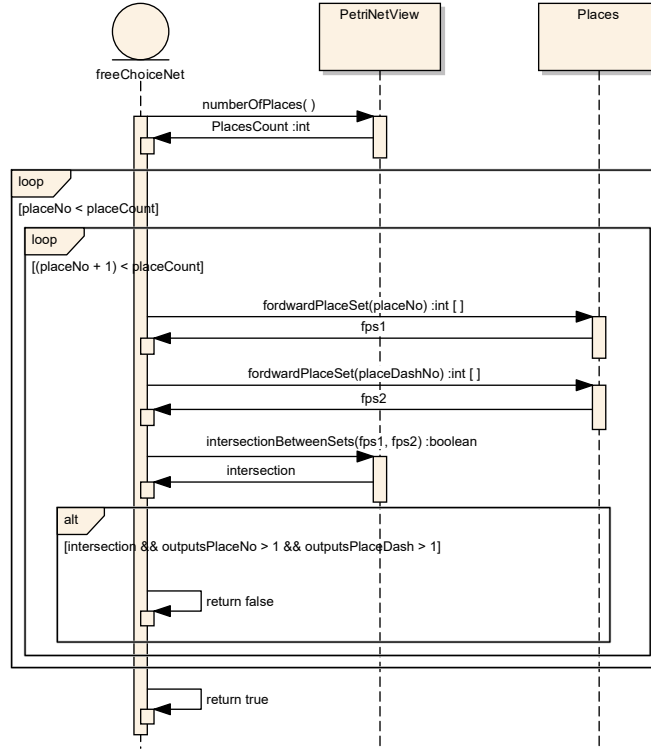 PetriNetView
Places
freeChoiceNet
numberOfPlaces( )
PlacesCount :int
loop
[placeNo < placeCount]
loop
[(placeNo + 1) < placeCount]
fordwardPlaceSet(placeNo) :int [ ]
fps1
fordwardPlaceSet(placeDashNo) :int [ ]
fps2
intersectionBetweenSets(fps1, fps2) :boolean
intersection
alt
[intersection && outputsPlaceNo > 1 && outputsPlaceDash > 1]
return false
return true